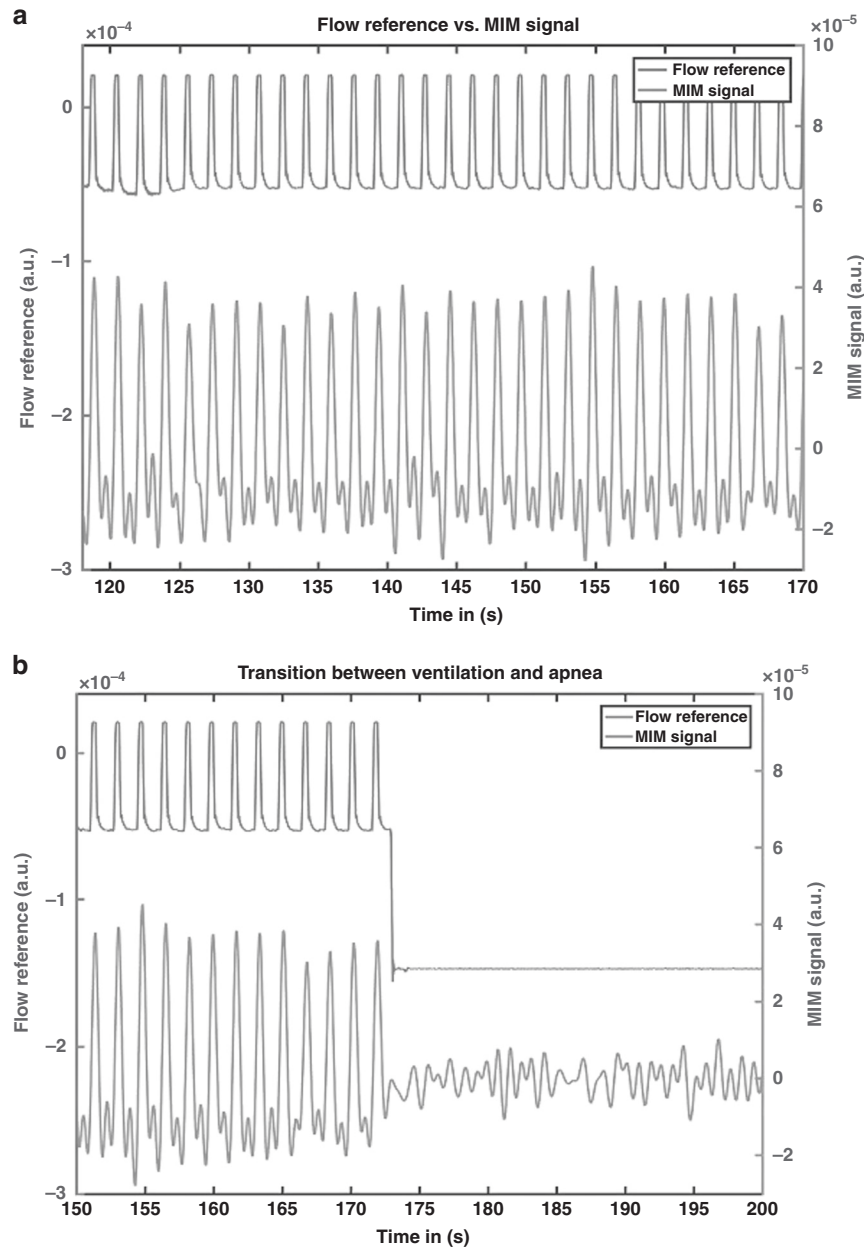 a
Flow reference vs. MIM signal
×10–4
×10–5
Flow reference
MIM signal
0
–1
–2
–3
10
8
6
4
2
0
–2
Flow reference (a.u.)
MIM signal (a.u.)
120 125 130 135 140 145 150 155 160 165 170
Time in (s)
b
Transition between ventilation and apnea
×10–4
×10–5
Flow reference
MIM signal
0
–1
–2
–3
10
8
6
4
2
0
–2
Flow reference (a.u.)
MIM signal (a.u.)
150 155 160 165 170 175 180 185 190 195 200
Time in (s)